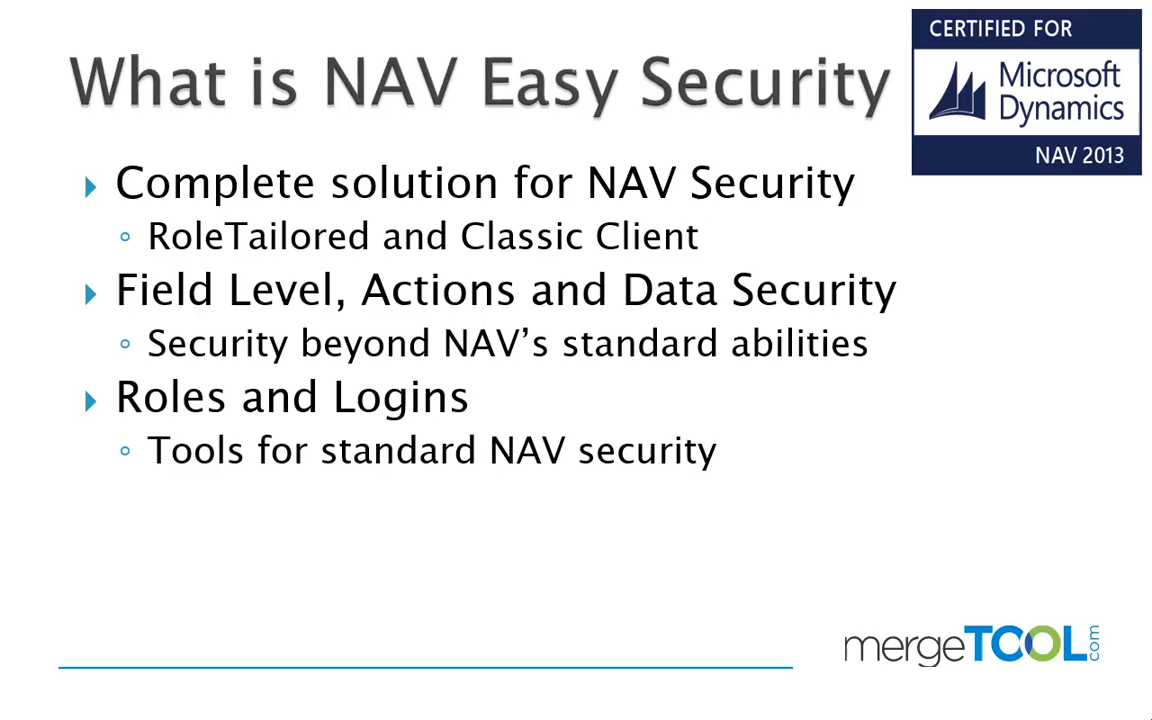 What is NAV Easy Security
CERTIFIED FOR
Microsoft
Dynamics
NAV 2013
Complete solution for NAV Security
RoleTailored and Classic Client
Field Level, Actions and Data Security
Security beyond NAV’s standard abilities
Roles and Logins
Tools for standard NAV security
mergeTOOL.com